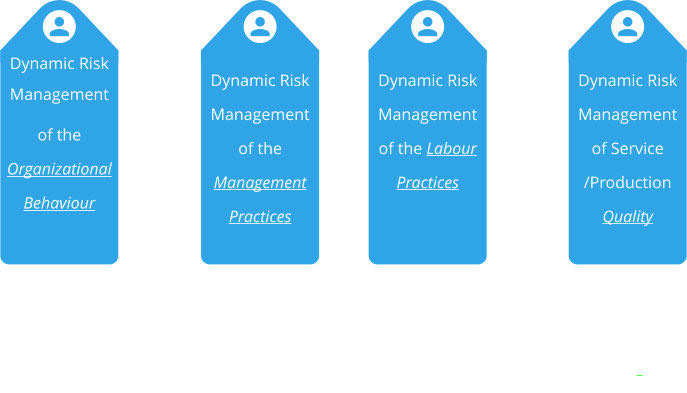 Dynamic Risk
Management
of the
Organizational
Behaviour
Dynamic Risk
Management
of the
Management
Practices
Dynamic Risk
Management
of the Labour
Practices
Dynamic Risk
Management
of Service
/Production
Quality